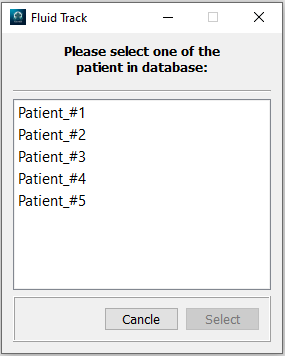 Fluid Track
Please select one of the
patient in database:
Patient_#1
Patient_#2
Patient_#3
Patient_#4
Patient_#5
Cancle
Select